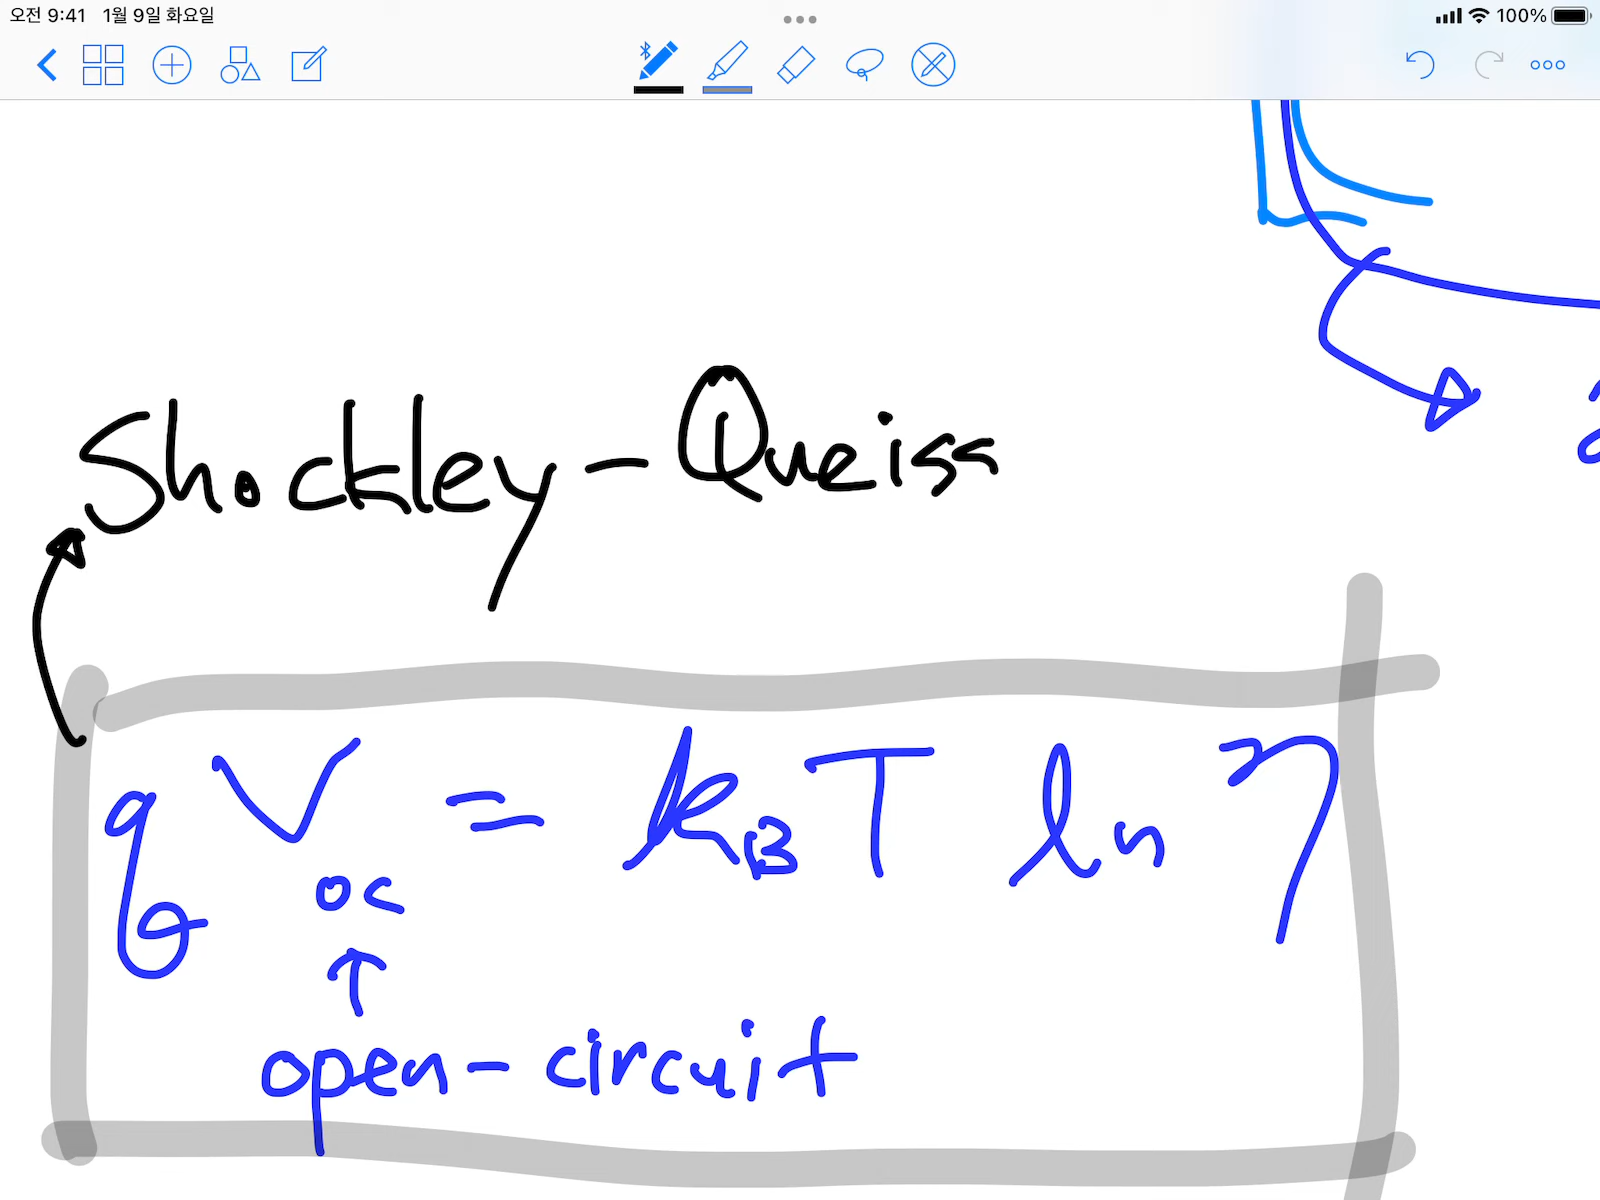 오전 9:41 1월 9일 화요일 100%
Shockley-Queiss
qV = k_BT ln η
oc
↑
open-circuit